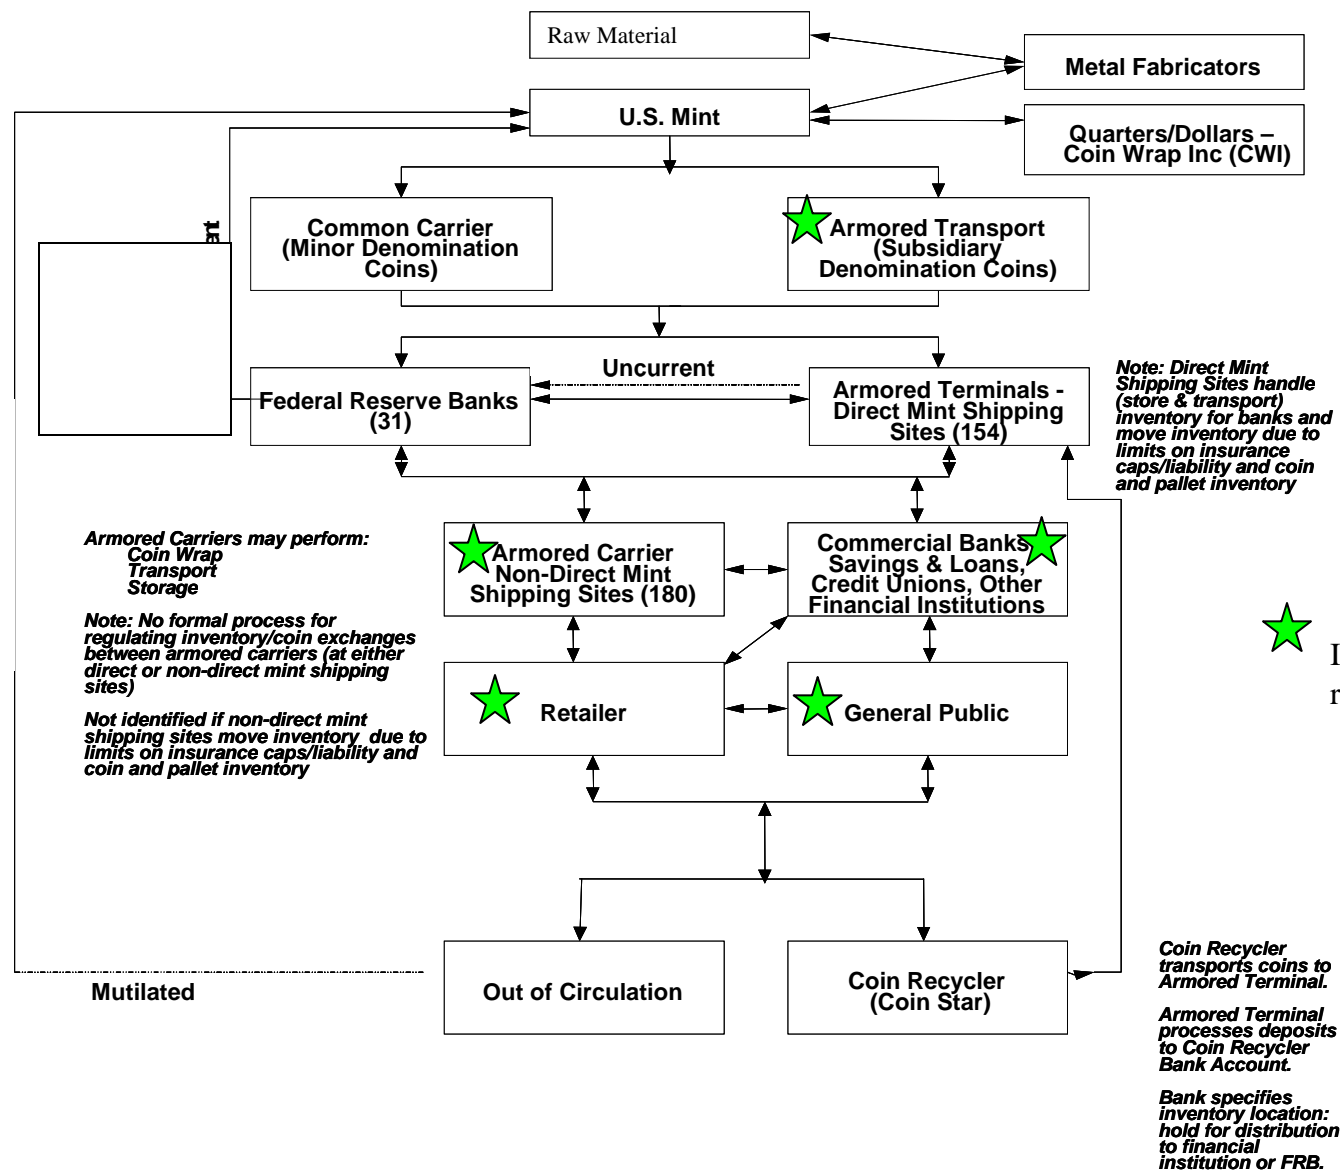 Raw Material
Metal Fabricators
U.S. Mint
Quarters/Dollars –
Coin Wrap Inc (CWI)
Common Carrier
(Minor Denomination
Coins)
Armored Transport
(Subsidiary
Denomination Coins)
Uncurrent
Federal Reserve Banks
(31)
Armored Terminals -
Direct Mint Shipping
Sites (154)
Note: Direct Mint
Shipping Sites handle
(store & transport)
inventory for banks and
move inventory due to
limits on insurance
caps/liability and coin
and pallet inventory
Armored Carriers may perform:
Coin Wrap
Transport
Storage
Note: No formal process for
regulating inventory/coin exchanges
between armored carriers (at either
direct or non-direct mint shipping
sites)
Not identified if non-direct mint
shipping sites move inventory due to
limits on insurance caps/liability and
coin and pallet inventory
Armored Carrier
Non-Direct Mint
Shipping Sites (180)
Commercial Banks
Savings & Loans,
Credit Unions, Other
Financial Institutions
Retailer
General Public
Mutilated
Out of Circulation
Coin Recycler
(Coin Star)
Coin Recycler
transports coins to
Armored Terminal.
Armored Terminal
processes deposits
to Coin Recycler
Bank Account.
Bank specifies
inventory location:
hold for distribution
to financial
institution or FRB.